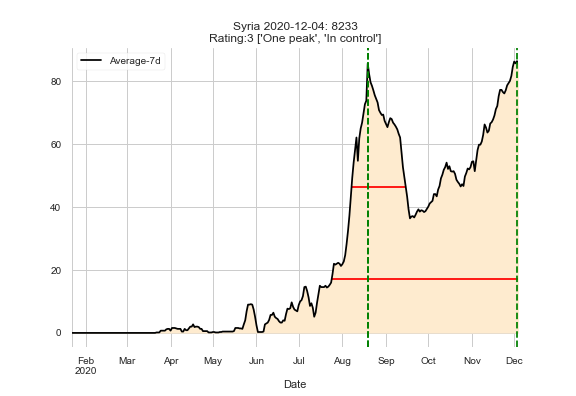 Syria 2020-12-04: 8233
Rating:3 ['One peak', 'In control']
Average-7d
80
60
40
20
0
Feb Mar Apr May Jun Jul Aug Sep Oct Nov Dec
2020
Date